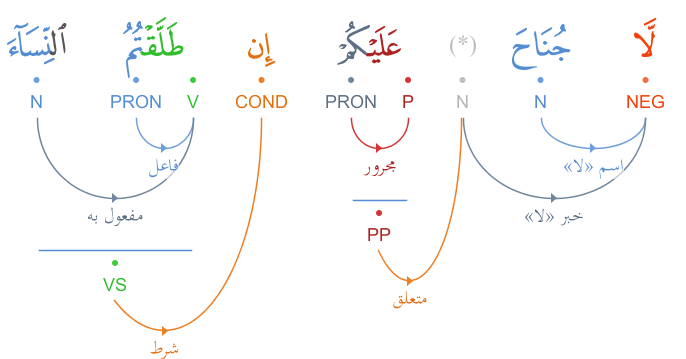 لَّا جُنَاحَ (*) عَلَيْكُمْ إِن طَلَّقْتُمُ ٱلنِّسَآءَ
NEG N N P PRON COND V PRON N
اسم «لا» مجرور فاعل
خبر «لا» مفعول به
PP
VS
متعلق
شرط